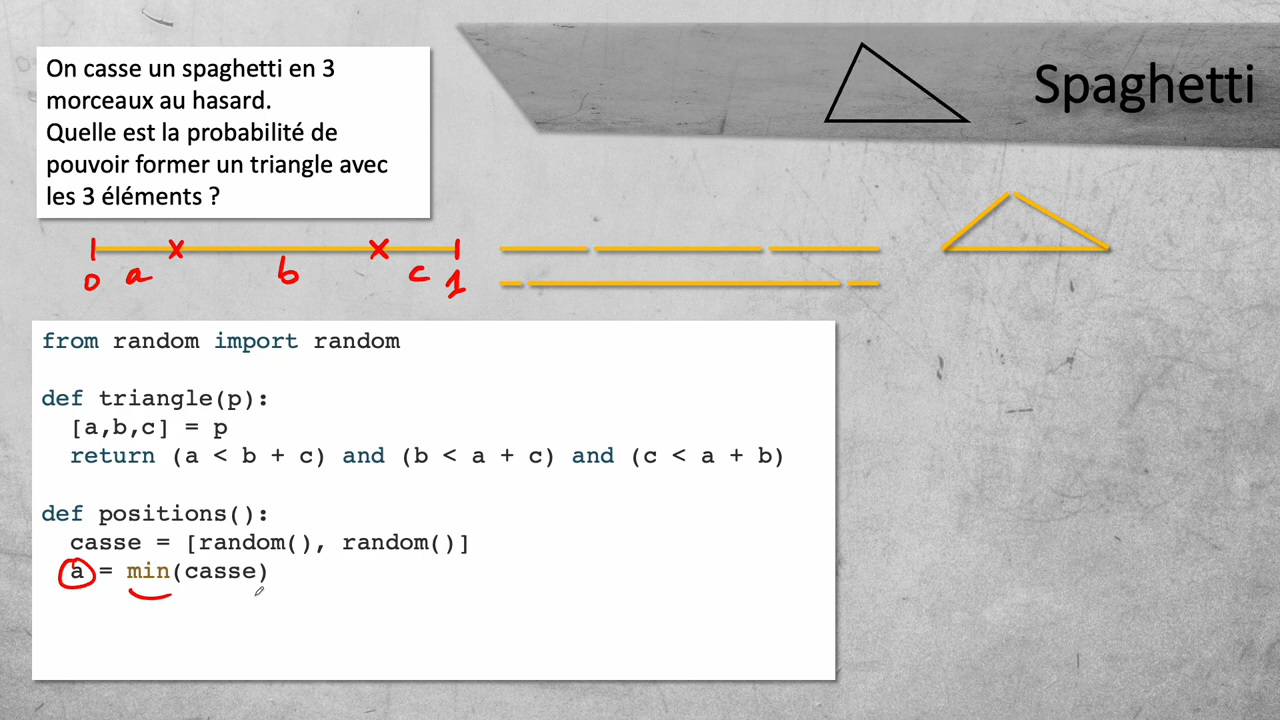 Spaghetti
On casse un spaghetti en 3
morceaux au hasard.
Quelle est la probabilité de
pouvoir former un triangle avec
les 3 éléments ?
0 a b c 1
from random import random
def triangle(p):
[a,b,c] = p
return (a < b + c) and (b < a + c) and (c < a + b)
def positions():
casse = [random(), random()]
a = min(casse)